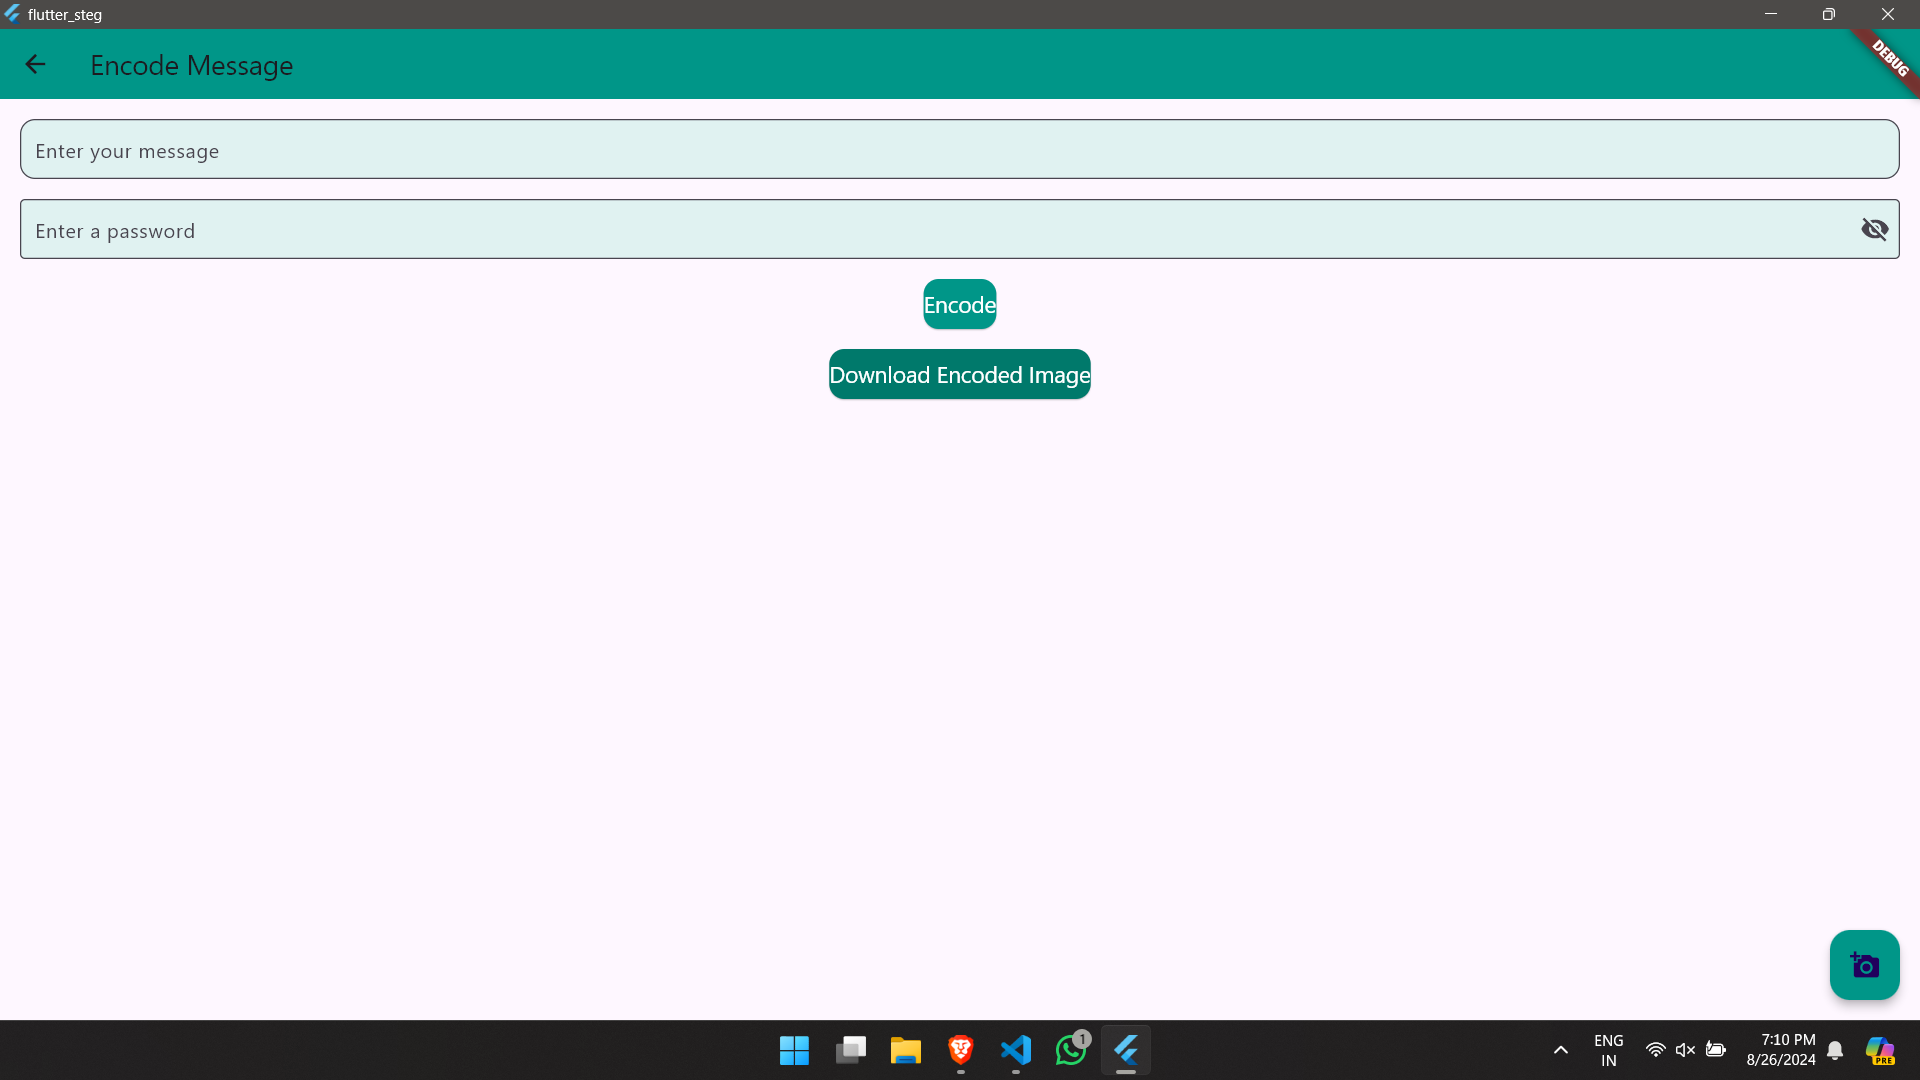 flutter_steg
Encode Message
DEBUG
Enter your message
Enter a password
Encode
Download Encoded Image
1
ENG
IN
7:10 PM
8/26/2024
PRE